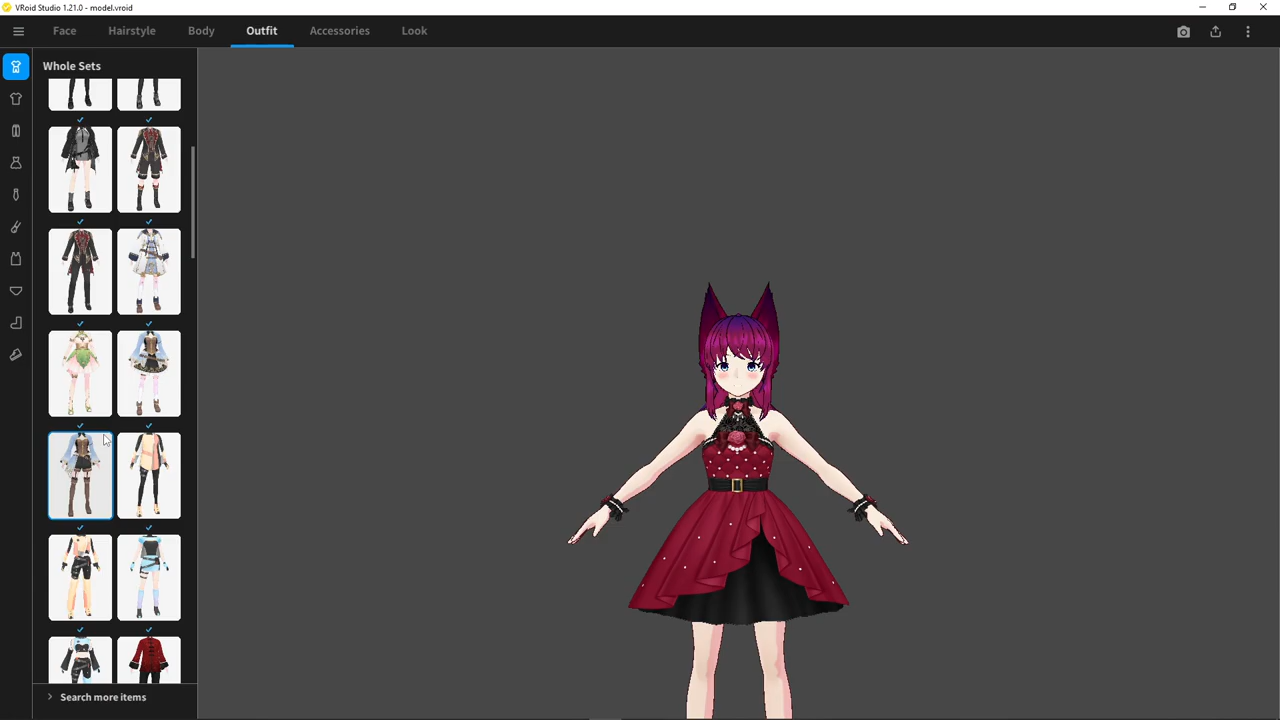 VRoid Studio 1.21.0 - model.vroid
Face Hairstyle Body Outfit Accessories Look
Whole Sets
Search more items